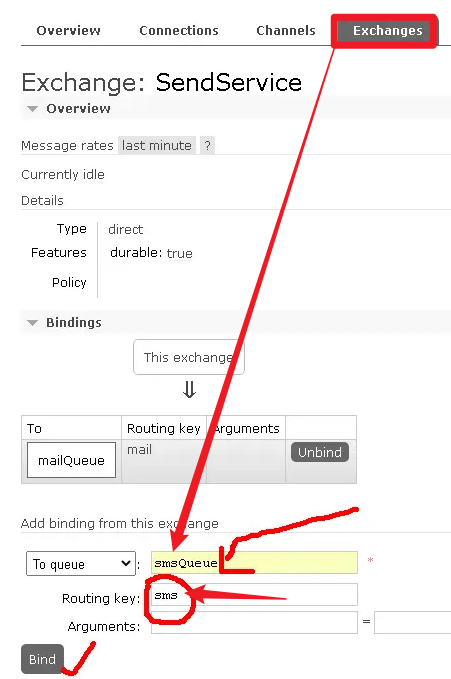 Overview Connections Channels Exchanges
Exchange: SendService
Overview
Message rates last minute ?
Currently idle
Details
Type direct
Features durable: true
Policy
Bindings
This exchange
⇓
To Routing key Arguments
mailQueue mail Unbind
Add binding from this exchange
To queue : smsQueue *
Routing key: sms
Arguments: =
Bind